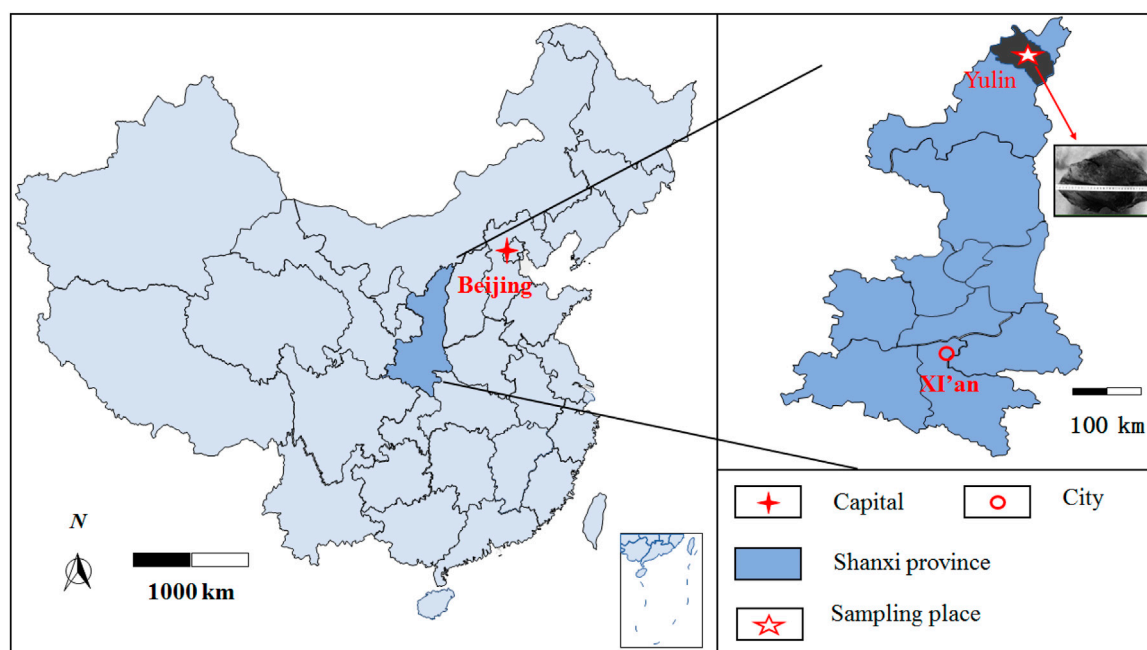 Beijing
N
1000 km
Yulin
XI’an
100 km
Capital
City
Shanxi province
Sampling place